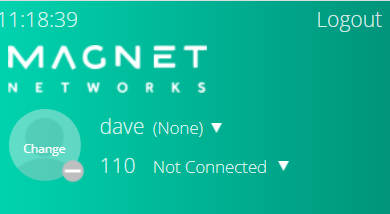 11:18:39 Logout
MAGNET
NETWORKS
dave (None)
Change
110 Not Connected